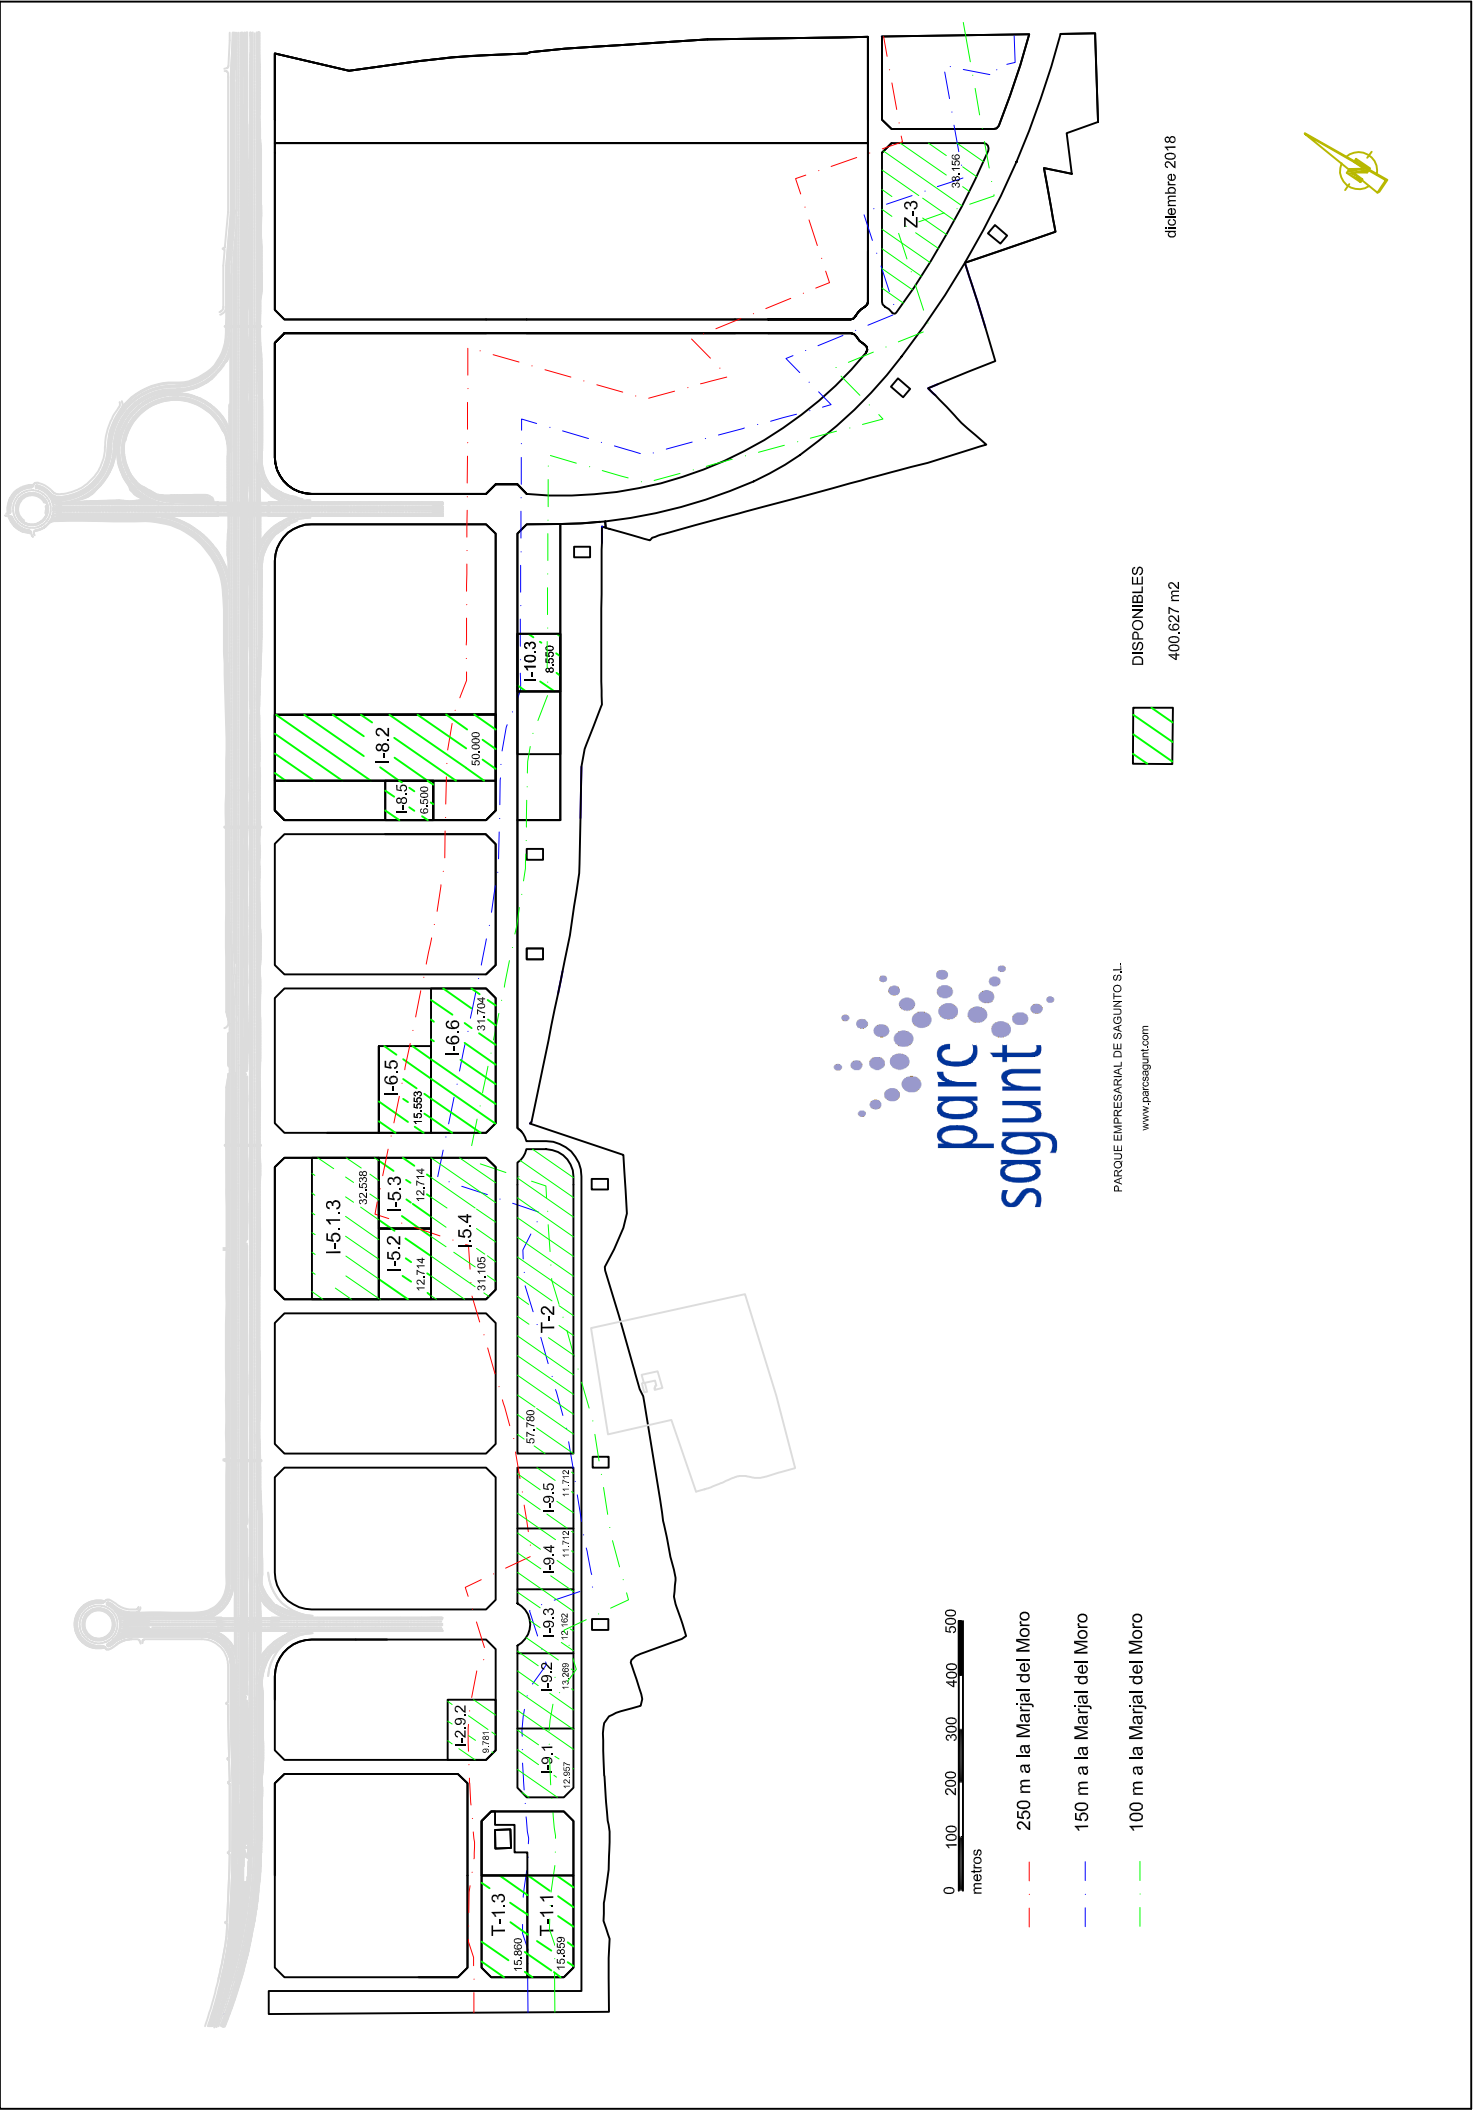 T-1.3
15.860
T-1.1
15.859
I-2.9.2
9.781
I-9.1
12.957
I-9.2
13.269
I-9.3
12.162
I-9.4
11.712
I-9.5
11.712
T-2
57.780
I-5.1.3
32.538
I-5.2
12.714
I-5.3
12.714
I.5.4
31.105
I-6.5
15.553
I-6.6
31.704
I-8.5
6.500
I-8.2
50.000
I-10.3
8.550
Z-3
38.156
0 100 200 300 400 500
metros
250 m a la Marjal del Moro
150 m a la Marjal del Moro
100 m a la Marjal del Moro
parc
sagunt
PARQUE EMPRESARIAL DE SAGUNTO S.L.
www.parcsagunt.com
DISPONIBLES
400.627 m2
diciembre 2018
N